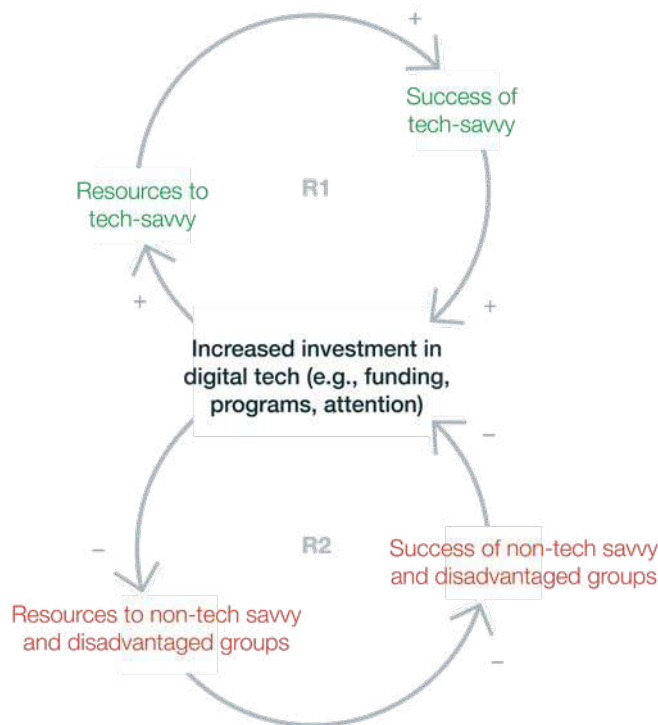 +
Success of
tech-savvy
R1
Resources to
tech-savvy
+
+
Increased investment in
digital tech (e.g., funding,
programs, attention)
–
–
R2
Success of non-tech savvy
and disadvantaged groups
Resources to non-tech savvy
and disadvantaged groups
–